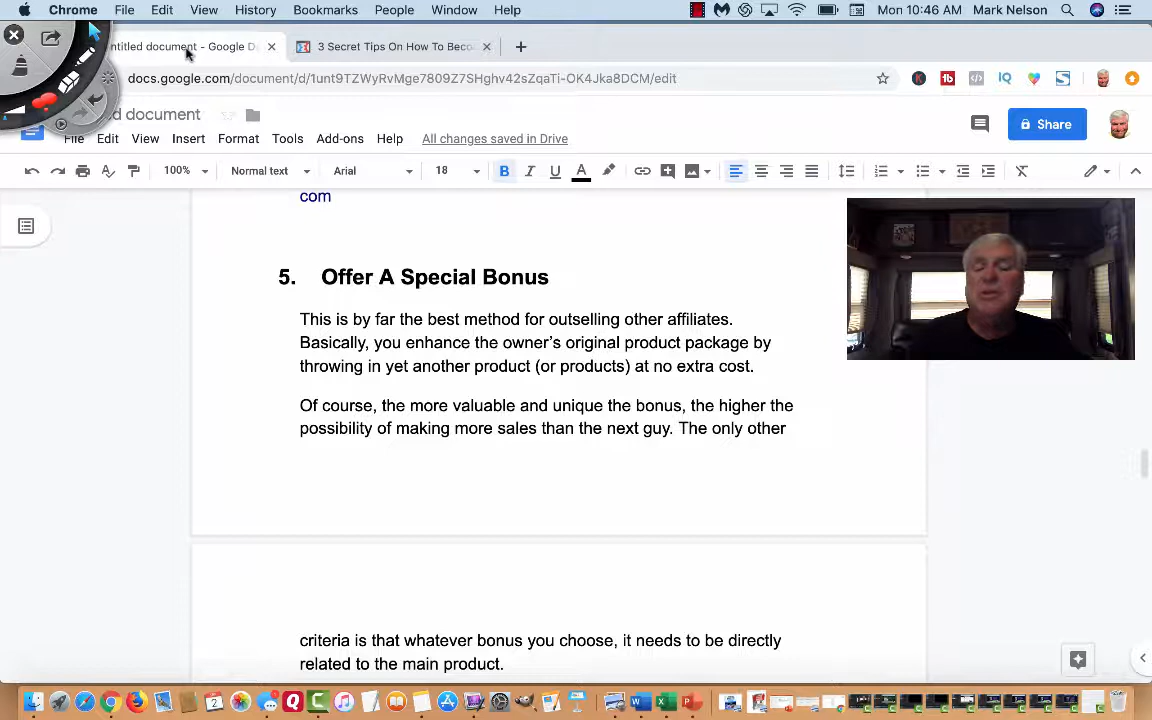 Chrome File Edit View History Bookmarks People Window Help Mon 10:46 AM Mark Nelson
ntitled document - Google D 3 Secret Tips On How To Beco
docs.google.com/document/d/1unt9TZWyRvMge7809Z7SHghv42sZqaTi-OK4Jka8DCM/edit
d document
File Edit View Insert Format Tools Add-ons Help All changes saved in Drive
Share
100% Normal text Arial 18 B I U A
com
5. Offer A Special Bonus
This is by far the best method for outselling other affiliates.
Basically, you enhance the owner’s original product package by
throwing in yet another product (or products) at no extra cost.
Of course, the more valuable and unique the bonus, the higher the
possibility of making more sales than the next guy. The only other
criteria is that whatever bonus you choose, it needs to be directly
related to the main product.